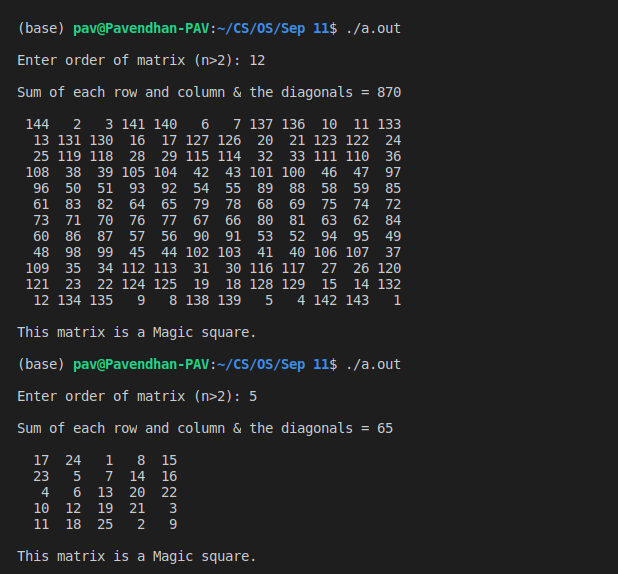 (base) pav@Pavendhan-PAV:~/CS/OS/Sep 11$ ./a.out
Enter order of matrix (n>2): 12
Sum of each row and column & the diagonals = 870
144 2 3 141 140 6 7 137 136 10 11 133
13 131 130 16 17 127 126 20 21 123 122 24
25 119 118 28 29 115 114 32 33 111 110 36
108 38 39 105 104 42 43 101 100 46 47 97
96 50 51 93 92 54 55 89 88 58 59 85
61 83 82 64 65 79 78 68 69 75 74 72
73 71 70 76 77 67 66 80 81 63 62 84
60 86 87 57 56 90 91 53 52 94 95 49
48 98 99 45 44 102 103 41 40 106 107 37
109 35 34 112 113 31 30 116 117 27 26 120
121 23 22 124 125 19 18 128 129 15 14 132
12 134 135 9 8 138 139 5 4 142 143 1
This matrix is a Magic square.
(base) pav@Pavendhan-PAV:~/CS/OS/Sep 11$ ./a.out
Enter order of matrix (n>2): 5
Sum of each row and column & the diagonals = 65
17 24 1 8 15
23 5 7 14 16
4 6 13 20 22
10 12 19 21 3
11 18 25 2 9
This matrix is a Magic square.